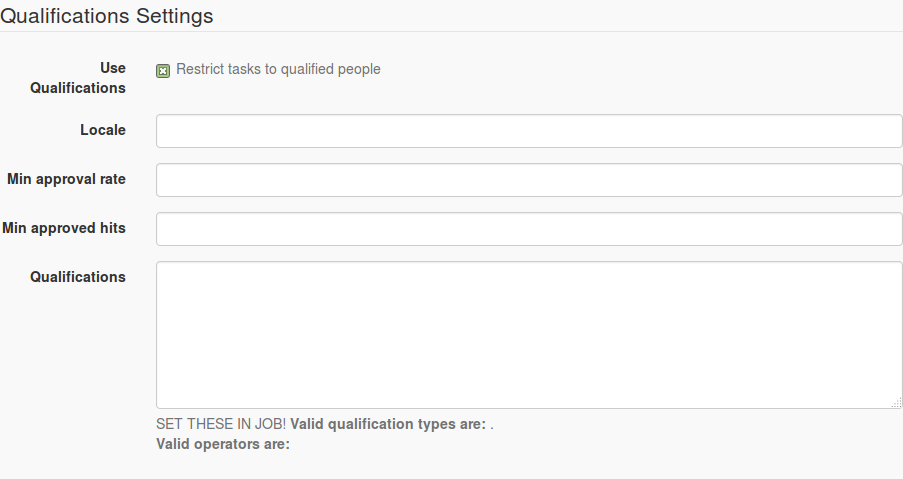 Qualifications Settings
Use
Qualifications
Restrict tasks to qualified people
Locale
Min approval rate
Min approved hits
Qualifications
SET THESE IN JOB! Valid qualification types are: .
Valid operators are: